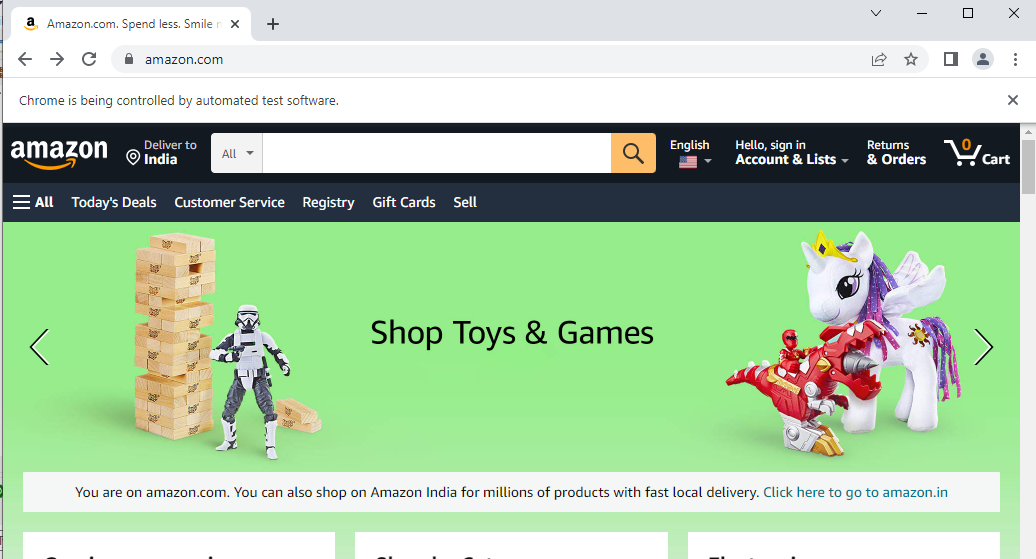 Amazon.com. Spend less. Smile
amazon.com
Chrome is being controlled by automated test software.
amazon
Deliver to
India
All
English
Hello, sign in
Account & Lists
Returns
& Orders
0
Cart
All
Today's Deals
Customer Service
Registry
Gift Cards
Sell
Shop Toys & Games
You are on amazon.com. You can also shop on Amazon India for millions of products with fast local delivery. Click here to go to amazon.in